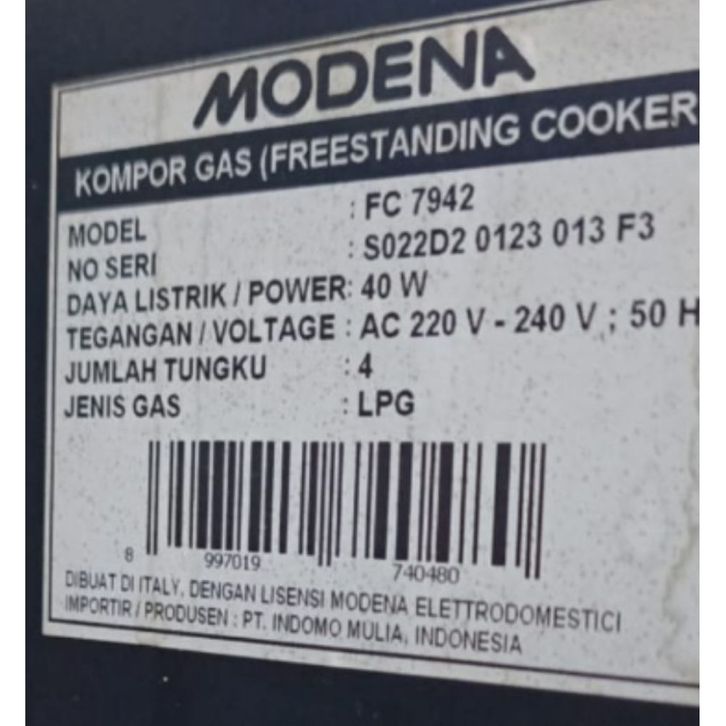 MODENA
KOMPOR GAS (FREESTANDING COOKER
MODEL : FC 7942
NO SERI : S022D2 0123 013 F3
DAYA LISTRIK / POWER: 40 W
TEGANGAN / VOLTAGE : AC 220 V - 240 V ; 50 H
JUMLAH TUNGKU : 4
JENIS GAS : LPG
8 997019 740480
DIBUAT DI ITALY, DENGAN LISENSI MODENA ELETTRODOMESTICI
IMPORTIR / PRODUSEN : PT. INDOMO MULIA, INDONESIA